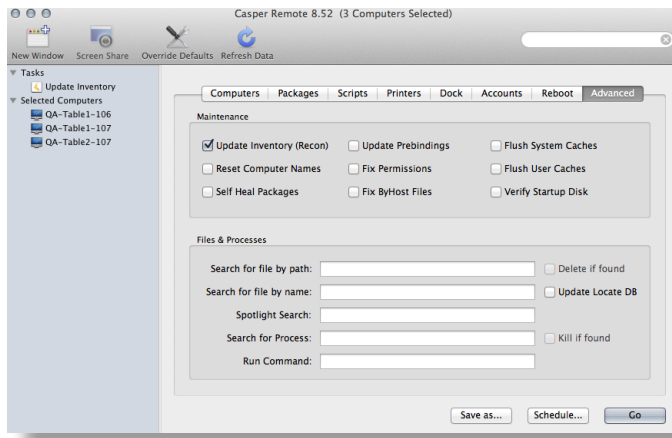 Casper Remote 8.52 (3 Computers Selected)
New Window Screen Share Override Defaults Refresh Data
Tasks
Update Inventory
Selected Computers
QA-Table1-106
QA-Table1-107
QA-Table2-107
Computers Packages Scripts Printers Dock Accounts Reboot Advanced
Maintenance
Update Inventory (Recon) Update Prebindings Flush System Caches
Reset Computer Names Fix Permissions Flush User Caches
Self Heal Packages Fix ByHost Files Verify Startup Disk
Files & Processes
Search for file by path: Delete if found
Search for file by name: Update Locate DB
Spotlight Search:
Search for Process: Kill if found
Run Command:
Save as... Schedule... Go